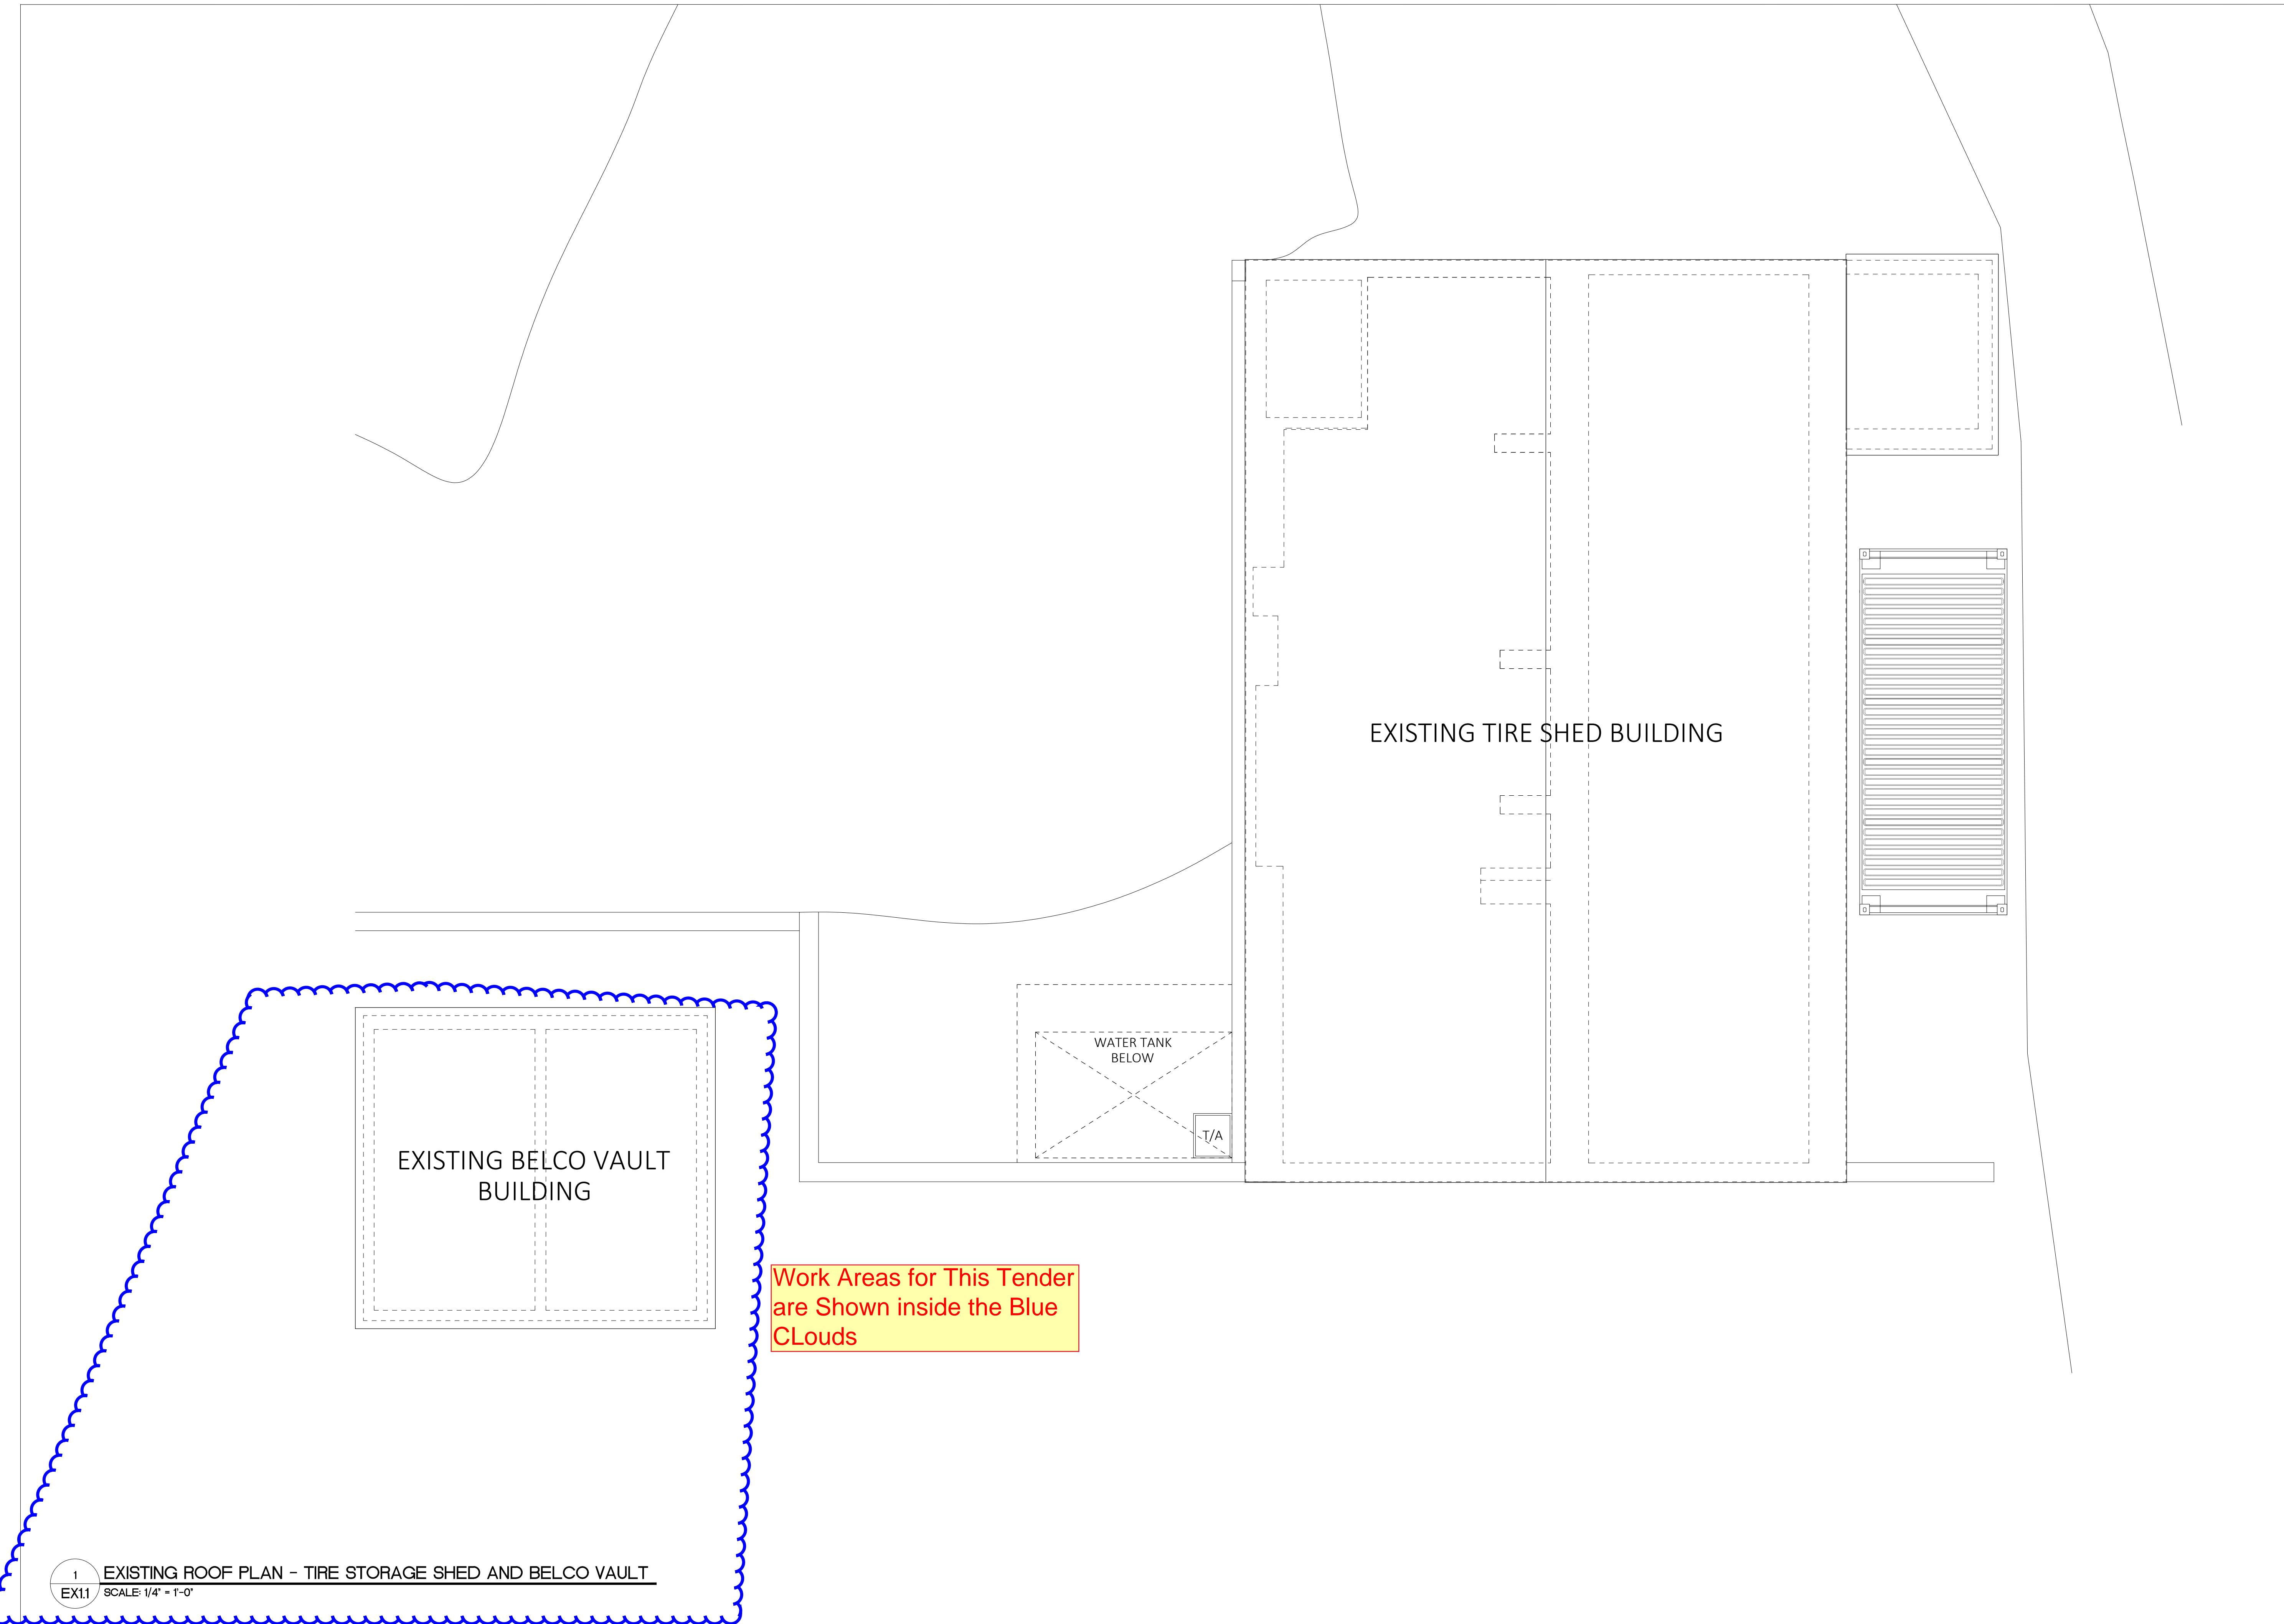 EXISTING TIRE SHED BUILDING
WATER TANK
BELOW
T/A
EXISTING BELCO VAULT
BUILDING
Work Areas for This Tender
are Shown inside the Blue
CLouds
1
EX1.1
EXISTING ROOF PLAN - TIRE STORAGE SHED AND BELCO VAULT
SCALE: 1/4" = 1'-0"